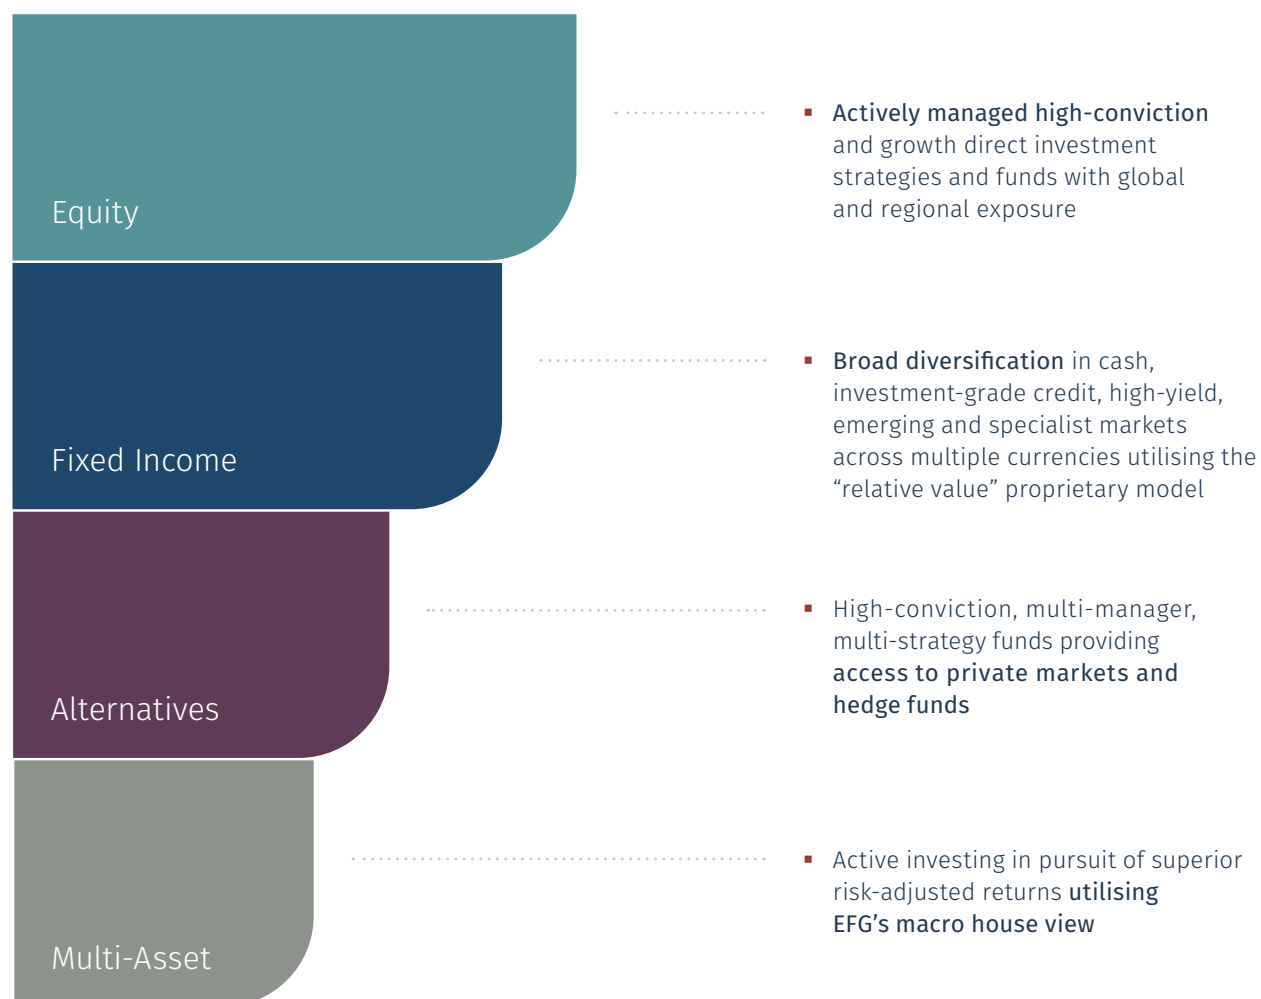 Equity
▪ Actively managed high-conviction
and growth direct investment
strategies and funds with global
and regional exposure
Fixed Income
▪ Broad diversification in cash,
investment-grade credit, high-yield,
emerging and specialist markets
across multiple currencies utilising the
“relative value” proprietary model
Alternatives
▪ High-conviction, multi-manager,
multi-strategy funds providing
access to private markets and
hedge funds
Multi-Asset
▪ Active investing in pursuit of superior
risk-adjusted returns utilising
EFG’s macro house view